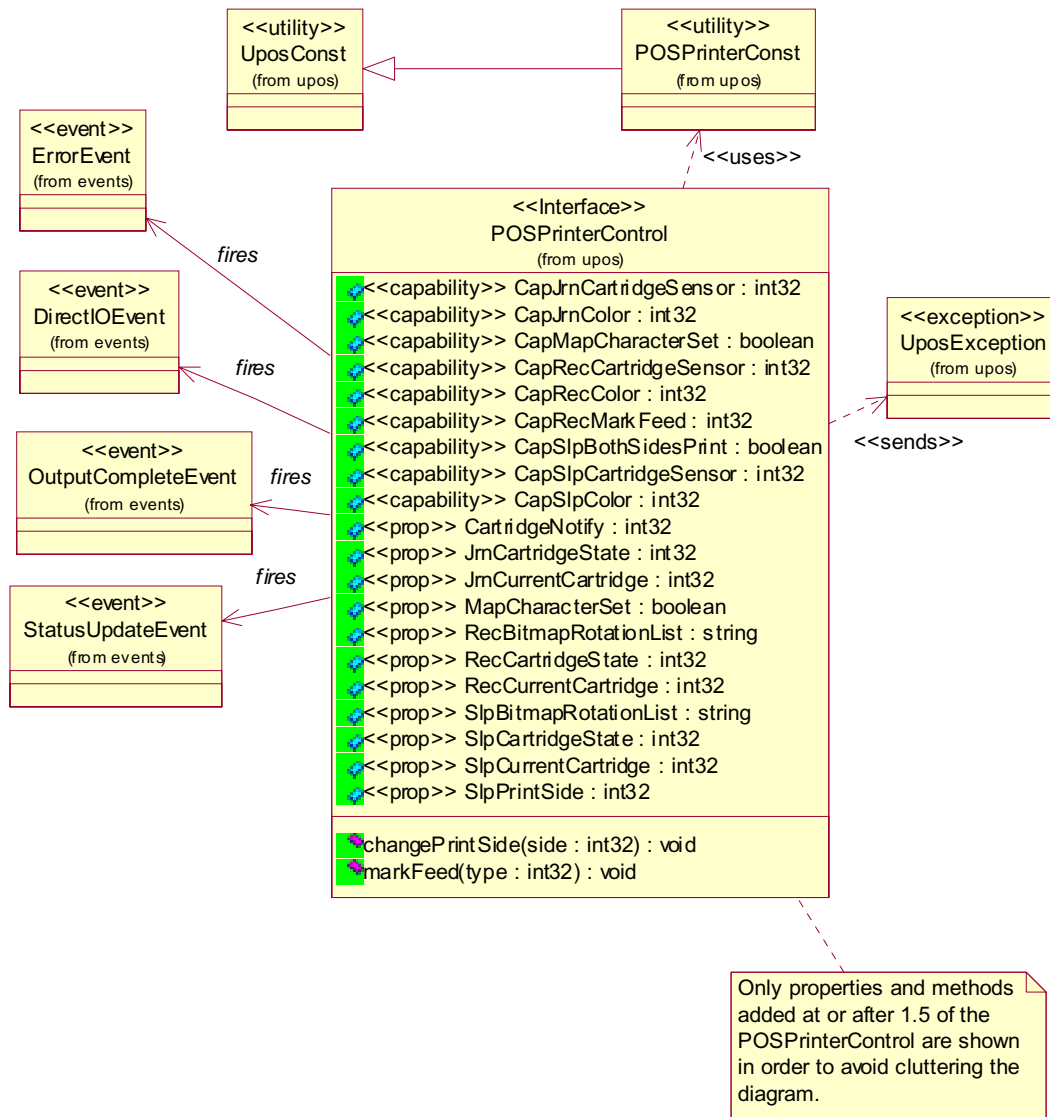 <<utility>>
UposConst
(from upos)
<<utility>>
POSPrinterConst
(from upos)
<<uses>>
<<event>>
ErrorEvent
(from events)
fires
<<event>>
DirectIOEvent
(from events)
fires
<<event>>
OutputCompleteEvent
(from events)
fires
<<event>>
StatusUpdateEvent
(from events)
fires
<<Interface>>
POSPrinterControl
(from upos)
<<capability>> CapJrnCartridgeSensor : int32
<<capability>> CapJrnColor : int32
<<capability>> CapMapCharacterSet : boolean
<<capability>> CapRecCartridgeSensor : int32
<<capability>> CapRecColor : int32
<<capability>> CapRecMarkFeed : int32
<<capability>> CapSlpBothSidesPrint : boolean
<<capability>> CapSlpCartridgeSensor : int32
<<capability>> CapSlpColor : int32
<<prop>> CartridgeNotify : int32
<<prop>> JrnCartridgeState : int32
<<prop>> JrnCurrentCartridge : int32
<<prop>> MapCharacterSet : boolean
<<prop>> RecBitmapRotationList : string
<<prop>> RecCartridgeState : int32
<<prop>> RecCurrentCartridge : int32
<<prop>> SlpBitmapRotationList : string
<<prop>> SlpCartridgeState : int32
<<prop>> SlpCurrentCartridge : int32
<<prop>> SlpPrintSide : int32
changePrintSide(side : int32) : void
markFeed(type : int32) : void
<<exception>>
UposException
(from upos)
<<sends>>
Only properties and methods
added at or after 1.5 of the
POSPrinterControl are shown
in order to avoid cluttering the
diagram.